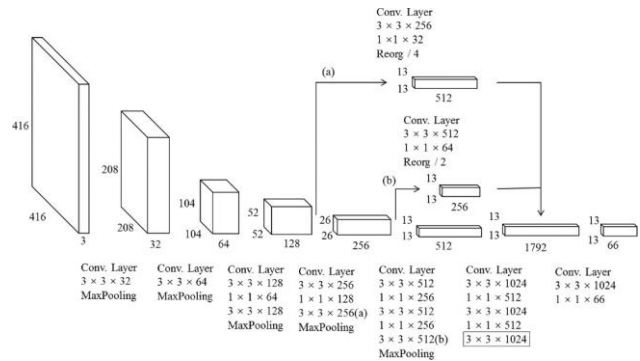 Conv. Layer
3 × 3 × 256
1 ×1 × 32
Reorg / 4
(a)
13
13
512
Conv. Layer
3 × 3 × 512
1 × 1 × 64
Reorg / 2
(b)
13
13
256
416
416
3
208
208
32
104
104
64
52
52
128
26
26
256
13
13
512
13
13
1792
13
13
66
Conv. Layer
3 × 3 × 32
MaxPooling
Conv. Layer
3 × 3 × 64
MaxPooling
Conv. Layer
3 × 3 × 128
1 × 1 × 64
3 × 3 × 128
MaxPooling
Conv. Layer
3 × 3 × 256
1 × 1 × 128
3 × 3 × 256(a)
MaxPooling
Conv. Layer
3 × 3 × 512
1 × 1 × 256
3 × 3 × 512
1 × 1 × 256
3 × 3 × 512(b)
MaxPooling
Conv. Layer
3 × 3 × 1024
1 × 1 × 512
3 × 3 × 1024
1 × 1 × 512
3 × 3 × 1024
Conv. Layer
3 × 3 × 1024
1 × 1 × 66